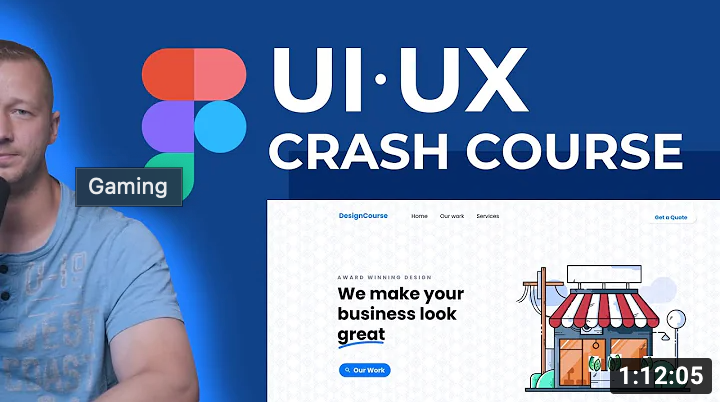 UI·UX
CRASH COURSE
Gaming
DesignCourse Home Our work Services Get a Quote
AWARD WINNING DESIGN
We make your
business look
great
Our Work
1:12:05